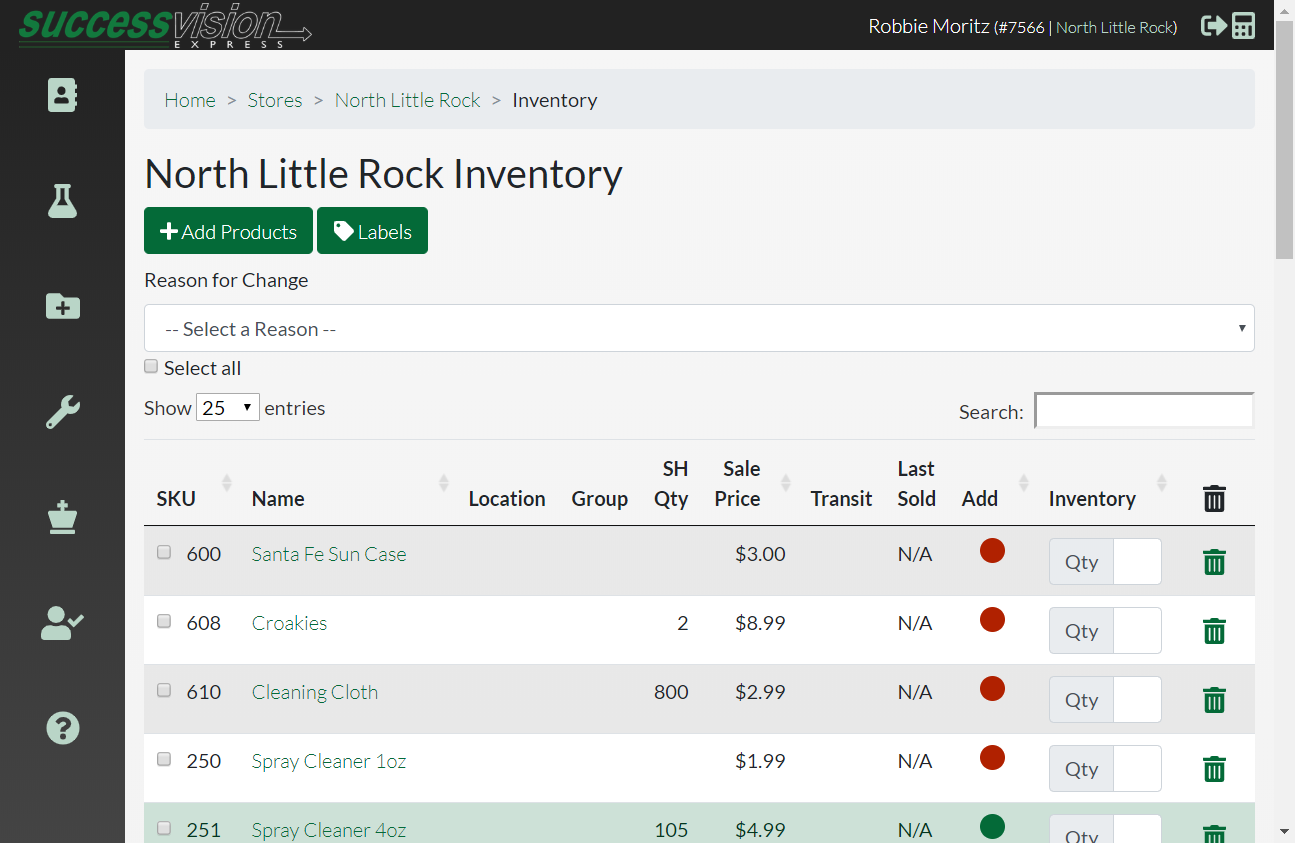 successvision
EXPRESS
Robbie Moritz (#7566 | North Little Rock)
Home > Stores > North Little Rock > Inventory
North Little Rock Inventory
Add Products Labels
Reason for Change
-- Select a Reason --
Select all
Show 25 entries
Search:
SKU Name Location Group SH Qty Sale Price Transit Last Sold Add Inventory
600 Santa Fe Sun Case $3.00 N/A Qty
608 Croakies 2 $8.99 N/A Qty
610 Cleaning Cloth 800 $2.99 N/A Qty
250 Spray Cleaner 1oz $1.99 N/A Qty
251 Spray Cleaner 4oz 105 $4.99 N/A Qty